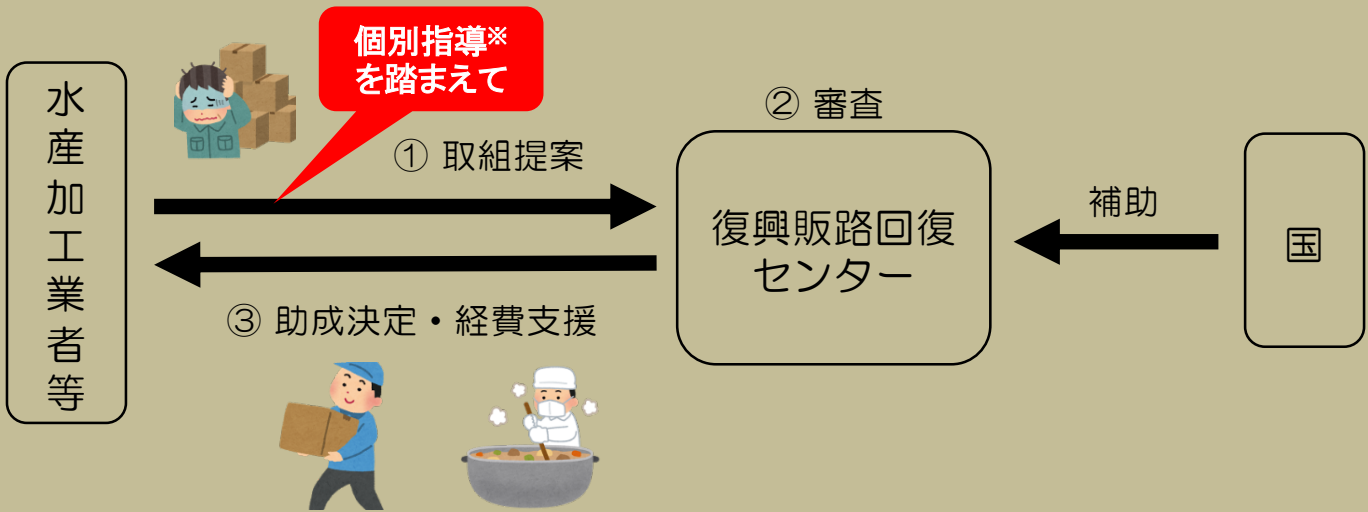 個別指導※
を踏まえて
水産加工業者等
① 取組提案
② 審査
復興販路回復
センター
補助
国
③ 助成決定・経費支援